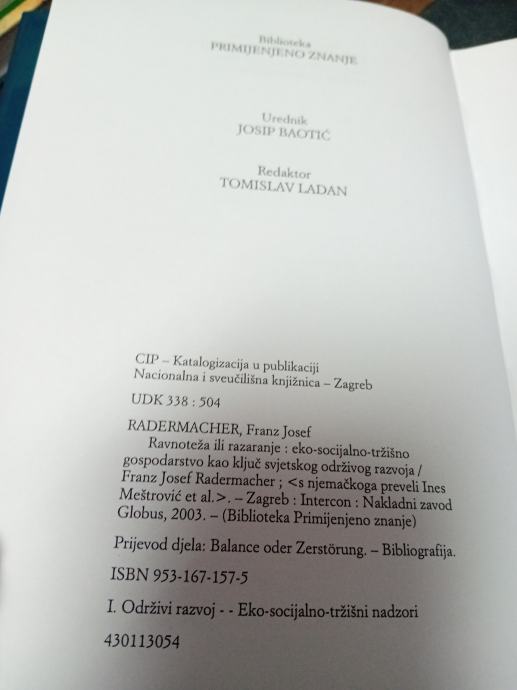 Biblioteka
PRIMIJENJENO ZNANJE
Urednik
JOSIP BAOTIĆ
Redaktor
TOMISLAV LADAN
CIP – Katalogizacija u publikaciji
Nacionalna i sveučilišna knjižnica – Zagreb
UDK 338 : 504
RADERMACHER, Franz Josef
Ravnoteža ili razaranje : eko-socijalno-tržišno
gospodarstvo kao ključ svjetskog održivog razvoja /
Franz Josef Radermacher ; <s njemačkoga preveli Ines
Meštrović et al.>. – Zagreb : Intercon : Nakladni zavod
Globus, 2003. – (Biblioteka Primijenjeno znanje)
Prijevod djela: Balance oder Zerstörung. – Bibliografija.
ISBN 953-167-157-5
I. Održivi razvoj - - Eko-socijalno-tržišni nadzori
430113054